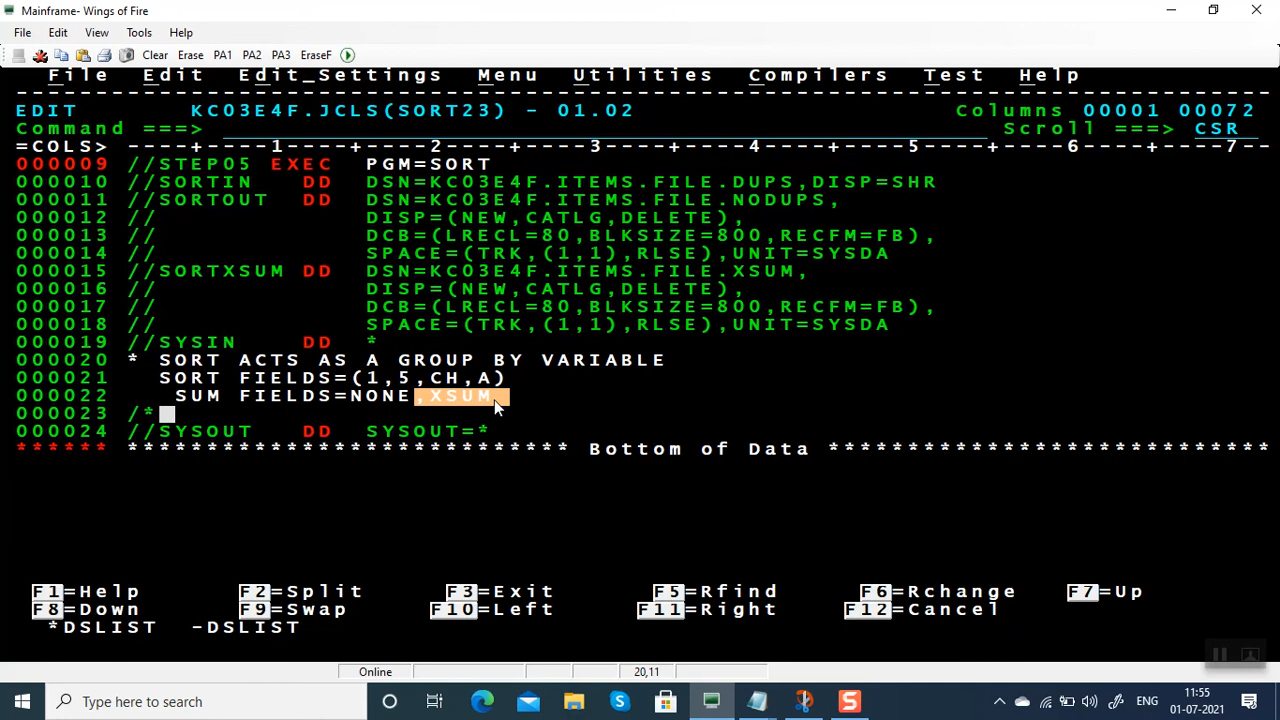 Mainframe- Wings of Fire
File Edit View Tools Help
Clear Erase PA1 PA2 PA3 EraseF
File Edit Edit_Settings Menu Utilities Compilers Test Help
EDIT KC03E4F.JCLS(SORT23) - 01.02 Columns 00001 00072
Command ===> Scroll ===> CSR
=COLS> ----+----1----+----2----+----3----+----4----+----5----+----6----+----7--
000009 //STEP05 EXEC PGM=SORT
000010 //SORTIN DD DSN=KC03E4F.ITEMS.FILE.DUPS,DISP=SHR
000011 //SORTOUT DD DSN=KC03E4F.ITEMS.FILE.NODUPS,
000012 // DISP=(NEW,CATLG,DELETE),
000013 // DCB=(LRECL=80,BLKSIZE=800,RECFM=FB),
000014 // SPACE=(TRK,(1,1),RLSE),UNIT=SYSDA
000015 //SORTXSUM DD DSN=KC03E4F.ITEMS.FILE.XSUM,
000016 // DISP=(NEW,CATLG,DELETE),
000017 // DCB=(LRECL=80,BLKSIZE=800,RECFM=FB),
000018 // SPACE=(TRK,(1,1),RLSE),UNIT=SYSDA
000019 //SYSIN DD *
000020 * SORT ACTS AS A GROUP BY VARIABLE
000021 SORT FIELDS=(1,5,CH,A)
000022 SUM FIELDS=NONE,XSUM
000023 /*
000024 //SYSOUT DD SYSOUT=*
****** **************************** Bottom of Data ****************************
F1=Help F2=Split F3=Exit F5=Rfind F6=Rchange F7=Up
F8=Down F9=Swap F10=Left F11=Right F12=Cancel
*DSLIST -DSLIST
Online 20,11
Type here to search ENG 11:55
01-07-2021